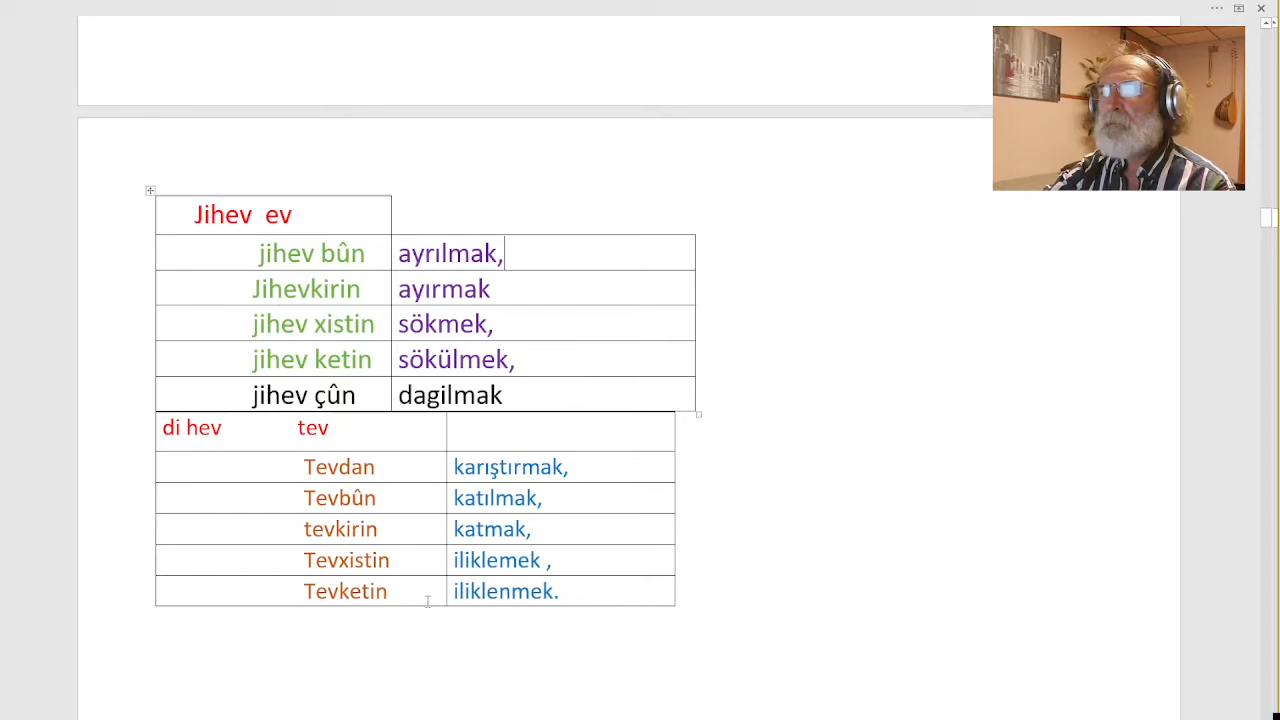 Jihev ev
jihev bûn ayrılmak,
Jihevkirin ayırmak
jihev xistin sökmek,
jihev ketin sökülmek,
jihev çûn dagilmak
di hev tev
Tevdan karıştırmak,
Tevbûn katılmak,
tevkirin katmak,
Tevxistin iliklemek ,
Tevketin iliklenmek.